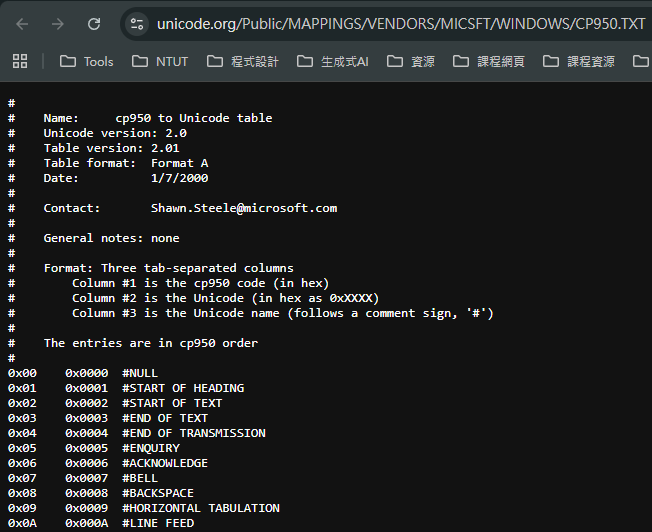 unicode.org/Public/MAPPINGS/VENDORS/MICSFT/WINDOWS/CP950.TXT
Tools NTUT 程式設計 生成式AI 資源 課程網頁 課程資源
#
# Name: cp950 to Unicode table
# Unicode version: 2.0
# Table version: 2.01
# Table format: Format A
# Date: 1/7/2000
#
# Contact: Shawn.Steele@microsoft.com
#
# General notes: none
#
# Format: Three tab-separated columns
# Column #1 is the cp950 code (in hex)
# Column #2 is the Unicode (in hex as 0xXXXX)
# Column #3 is the Unicode name (follows a comment sign, '#')
#
# The entries are in cp950 order
#
0x00 0x0000 #NULL
0x01 0x0001 #START OF HEADING
0x02 0x0002 #START OF TEXT
0x03 0x0003 #END OF TEXT
0x04 0x0004 #END OF TRANSMISSION
0x05 0x0005 #ENQUIRY
0x06 0x0006 #ACKNOWLEDGE
0x07 0x0007 #BELL
0x08 0x0008 #BACKSPACE
0x09 0x0009 #HORIZONTAL TABULATION
0x0A 0x000A #LINE FEED